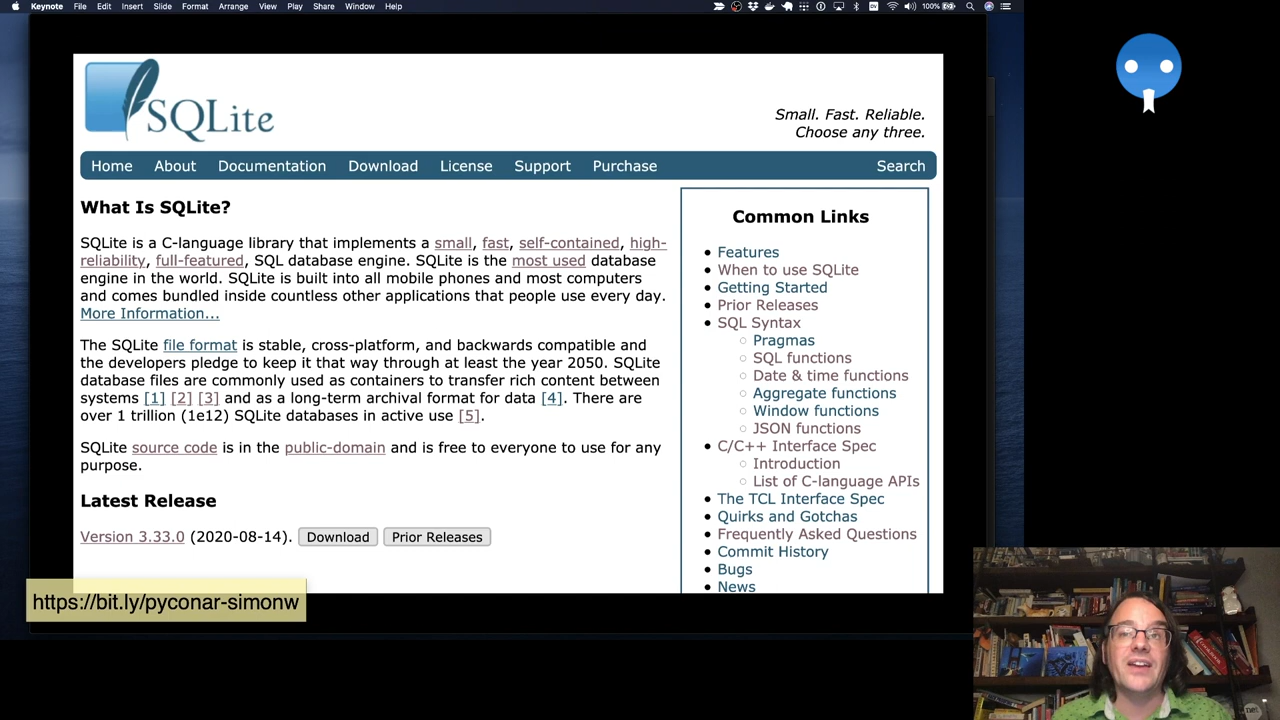 Keynote File Edit Insert Slide Format Arrange View Play Share Window Help 100%
SQLite
Small. Fast. Reliable.
Choose any three.
Home About Documentation Download License Support Purchase Search
What Is SQLite?
SQLite is a C-language library that implements a small, fast, self-contained, high-
reliability, full-featured, SQL database engine. SQLite is the most used database
engine in the world. SQLite is built into all mobile phones and most computers
and comes bundled inside countless other applications that people use every day.
More Information...
The SQLite file format is stable, cross-platform, and backwards compatible and
the developers pledge to keep it that way through at least the year 2050. SQLite
database files are commonly used as containers to transfer rich content between
systems [1] [2] [3] and as a long-term archival format for data [4]. There are
over 1 trillion (1e12) SQLite databases in active use [5].
SQLite source code is in the public-domain and is free to everyone to use for any
purpose.
Latest Release
Version 3.33.0 (2020-08-14). Download Prior Releases
Common Links
Features
When to use SQLite
Getting Started
Prior Releases
SQL Syntax
Pragmas
SQL functions
Date & time functions
Aggregate functions
Window functions
JSON functions
C/C++ Interface Spec
Introduction
List of C-language APIs
The TCL Interface Spec
Quirks and Gotchas
Frequently Asked Questions
Commit History
Bugs
News
https://bit.ly/pyconar-simonw